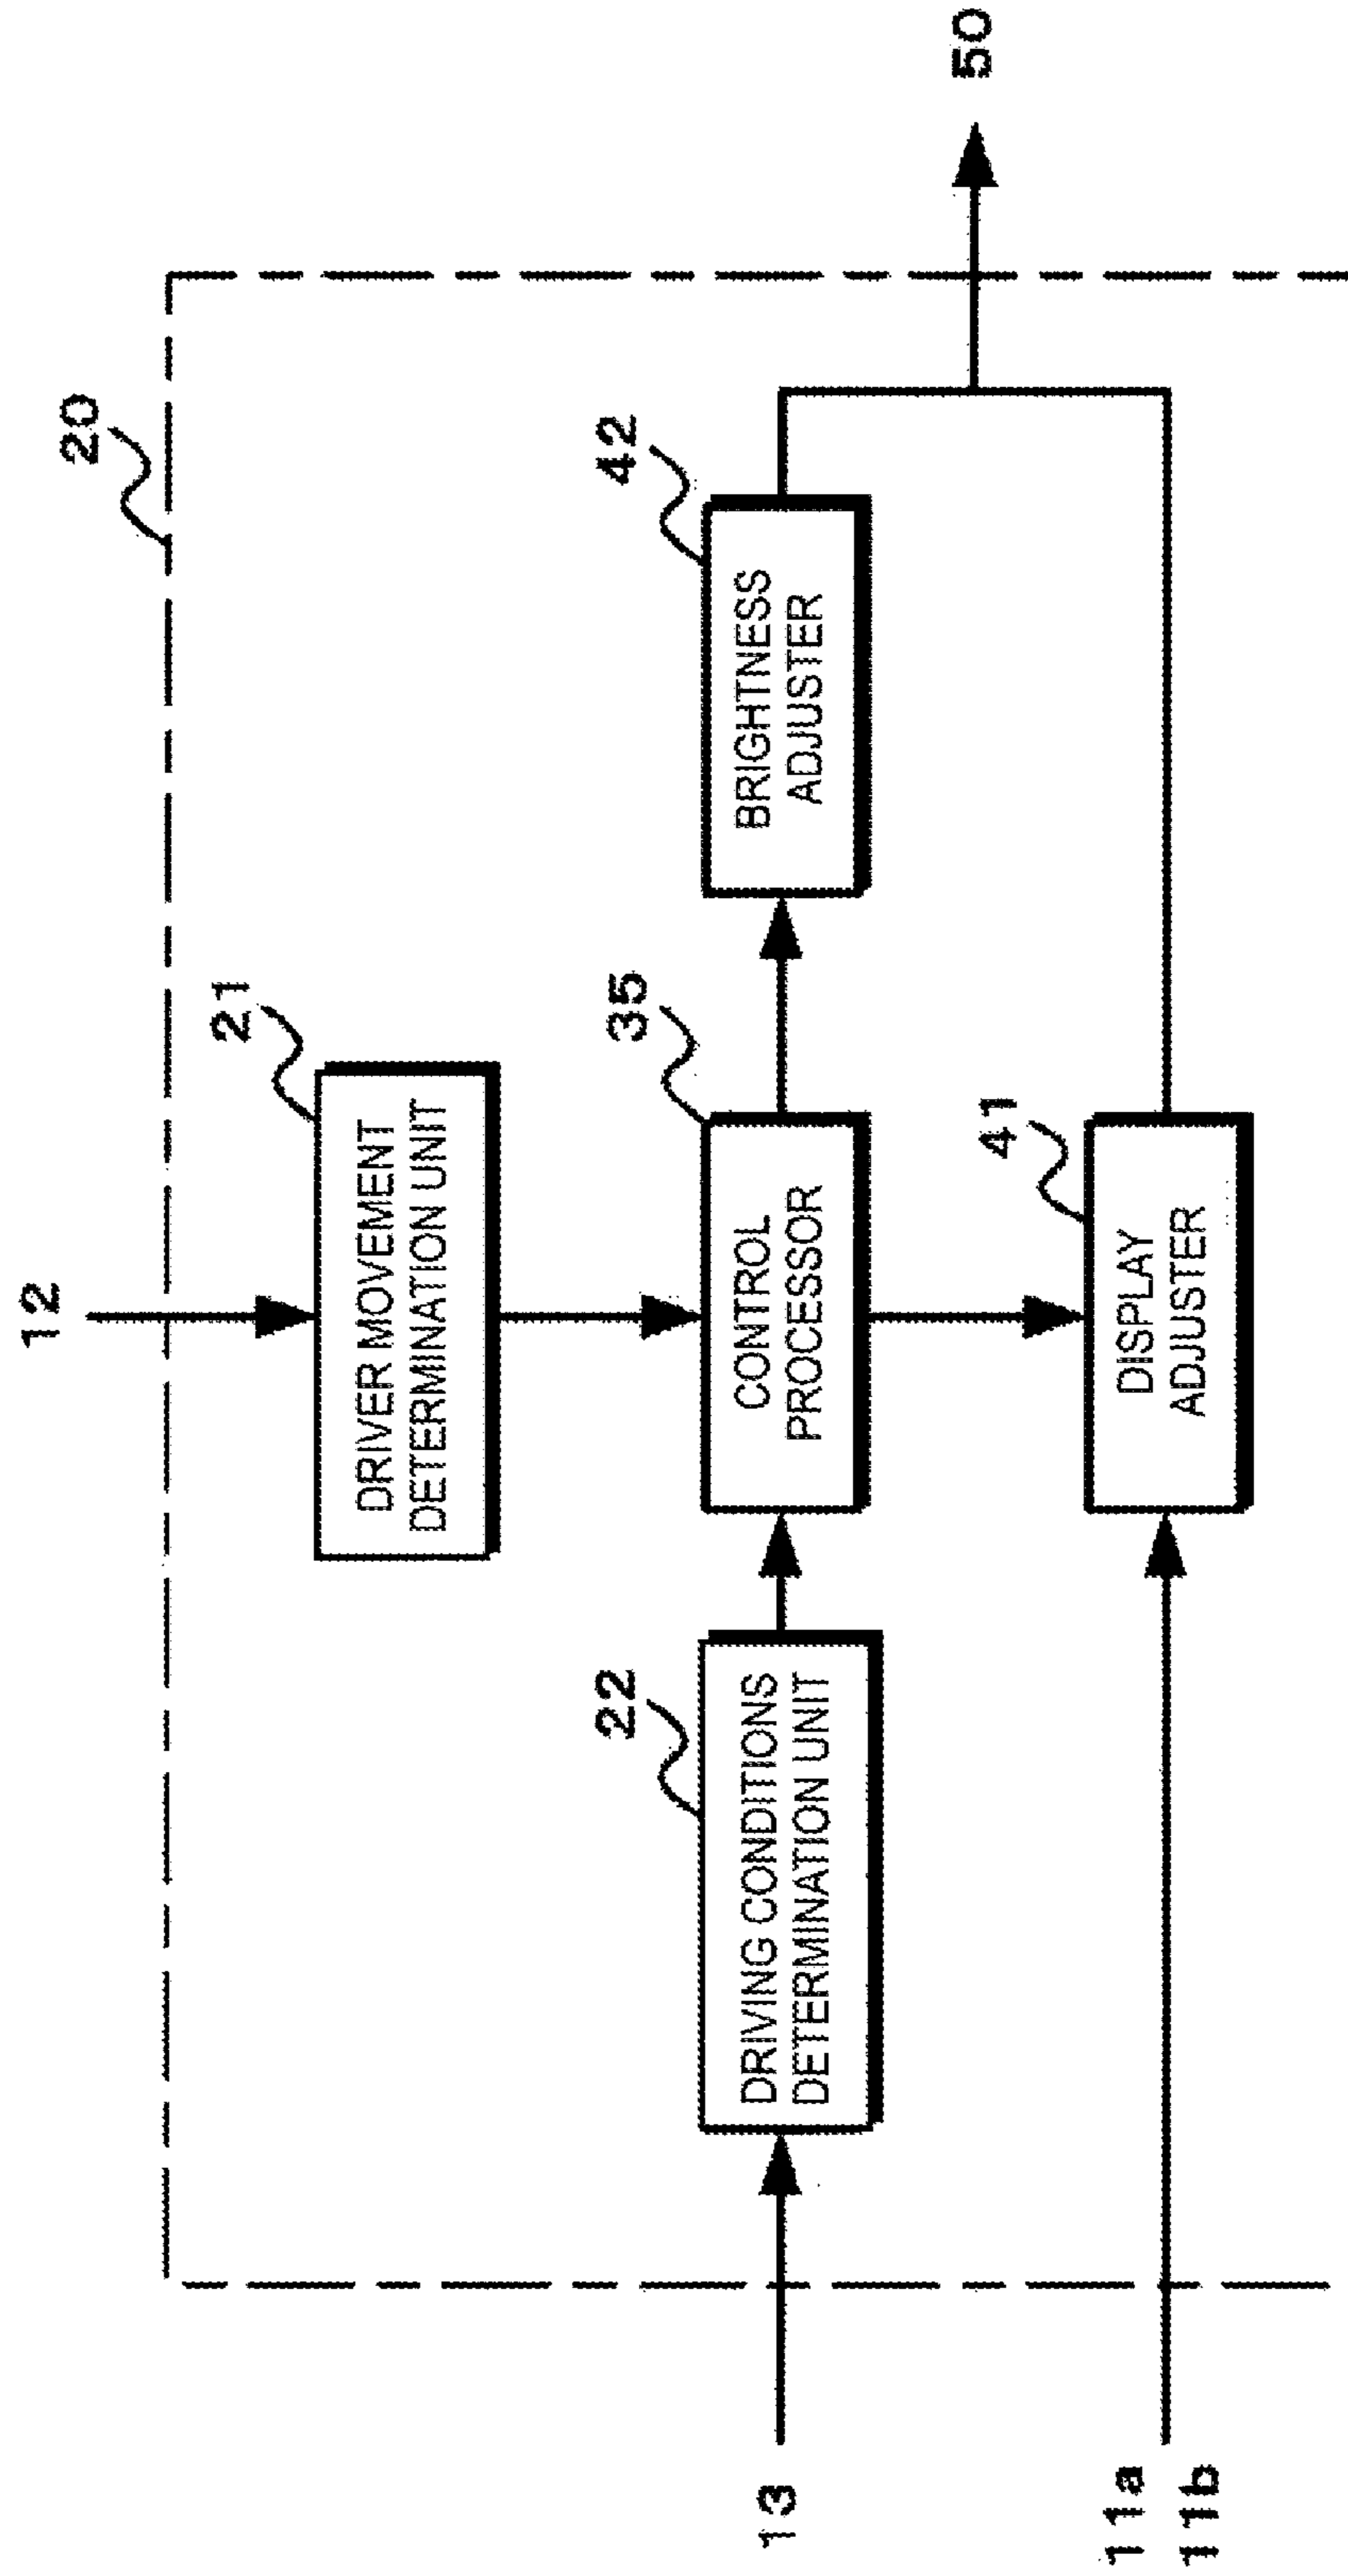 20
12
21
DRIVER MOVEMENT
DETERMINATION UNIT
50
13
22
DRIVING CONDITIONS
DETERMINATION UNIT
35
CONTROL
PROCESSOR
42
BRIGHTNESS
ADJUSTER
11a
11b
41
DISPLAY
ADJUSTER